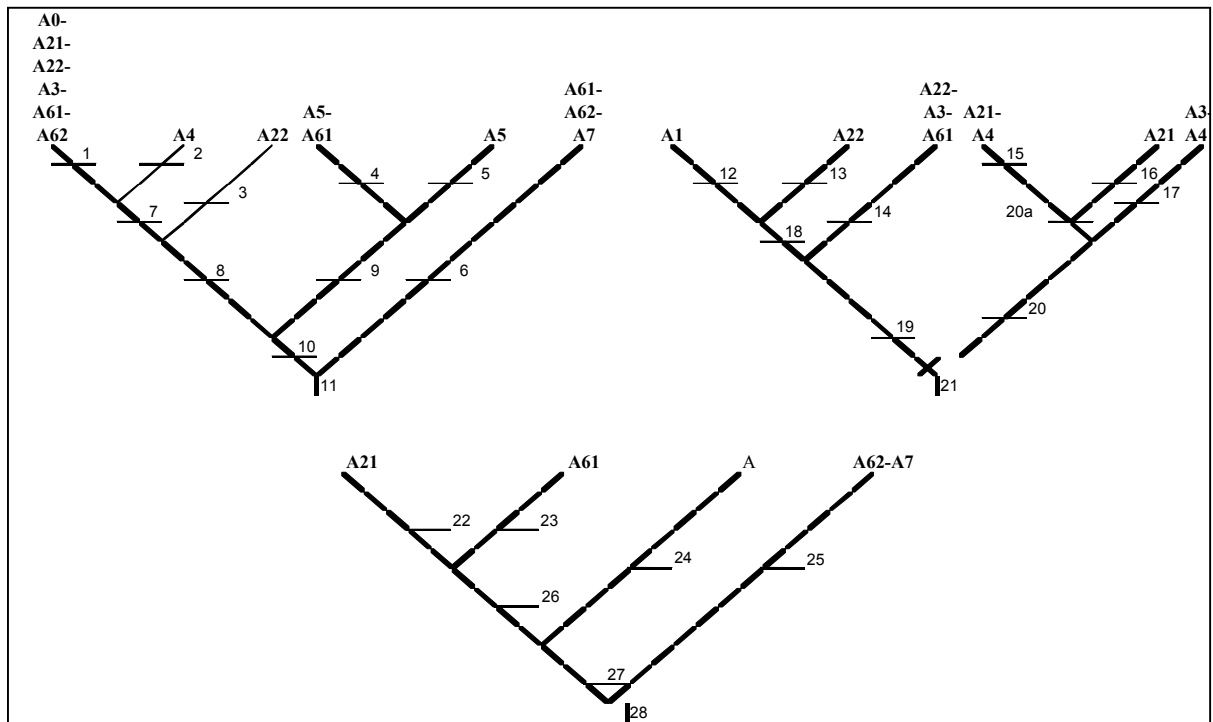 A0-
A21-
A22-
A3-
A61-
A62
A4
A22
A5-
A61
A5
A61-
A62-
A7
1
2
3
4
5
6
7
8
9
10
11
A1
A22
A22-
A3-
A61
A21-
A4
A21
A3-
A4
12
13
14
15
16
17
18
19
20a
20
21
A21
A61
A
A62-A7
22
23
24
25
26
27
28